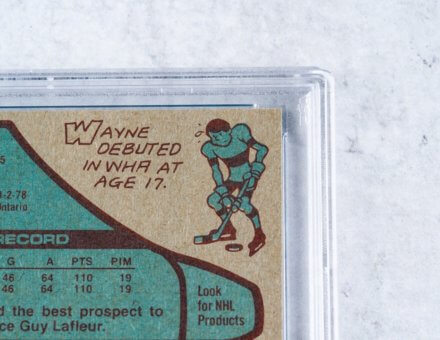 WAYNE
DEBUTED
IN WHA AT
AGE 17.
5
-2-78
Ontario
RECORD
G A PTS PIM
46 64 110 19
46 64 110 19
d the best prospect to
ce Guy Lafleur.
Look
for NHL
Products